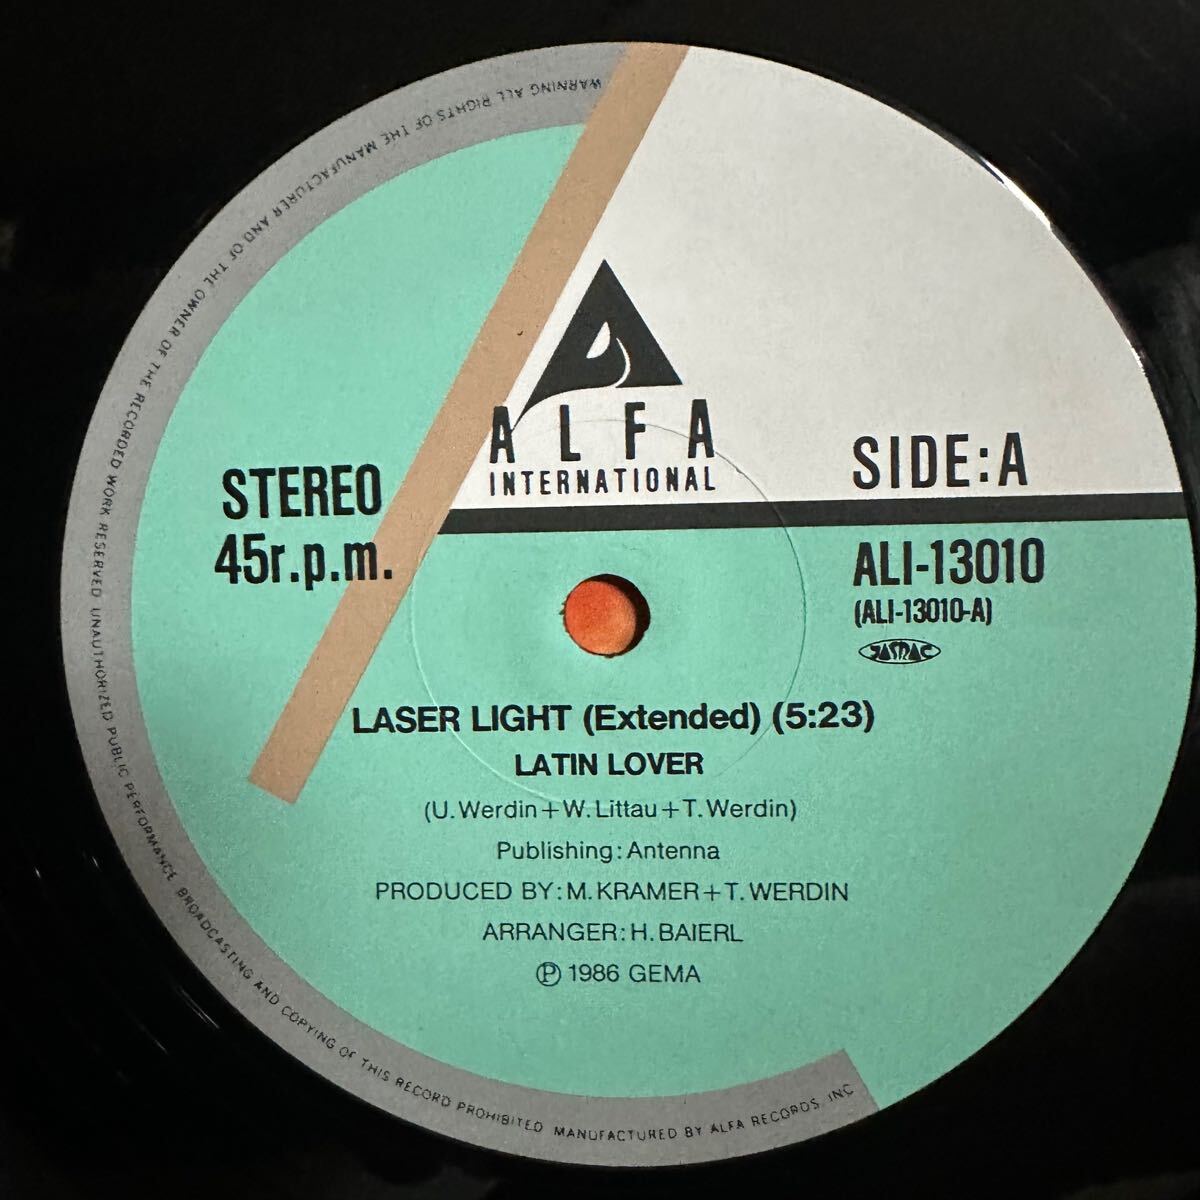 WARNING ALL RIGHTS OF THE MANUFACTURER AND OF THE OWNER OF THE RECORDED WORK RESERVED UNAUTHORIZED PUBLIC PERFORMANCE BROADCASTING AND COPYING OF THIS RECORD PROHIBITED MANUFACTURED BY ALFA RECORDS, INC
ALFA
INTERNATIONAL
STEREO
45r.p.m.
SIDE:A
ALI-13010
(ALI-13010-A)
JASRAC
LASER LIGHT (Extended) (5:23)
LATIN LOVER
(U. Werdin+W. Littau+T. Werdin)
Publishing:Antenna
PRODUCED BY:M. KRAMER+T. WERDIN
ARRANGER:H. BAIERL
Ⓟ 1986 GEMA